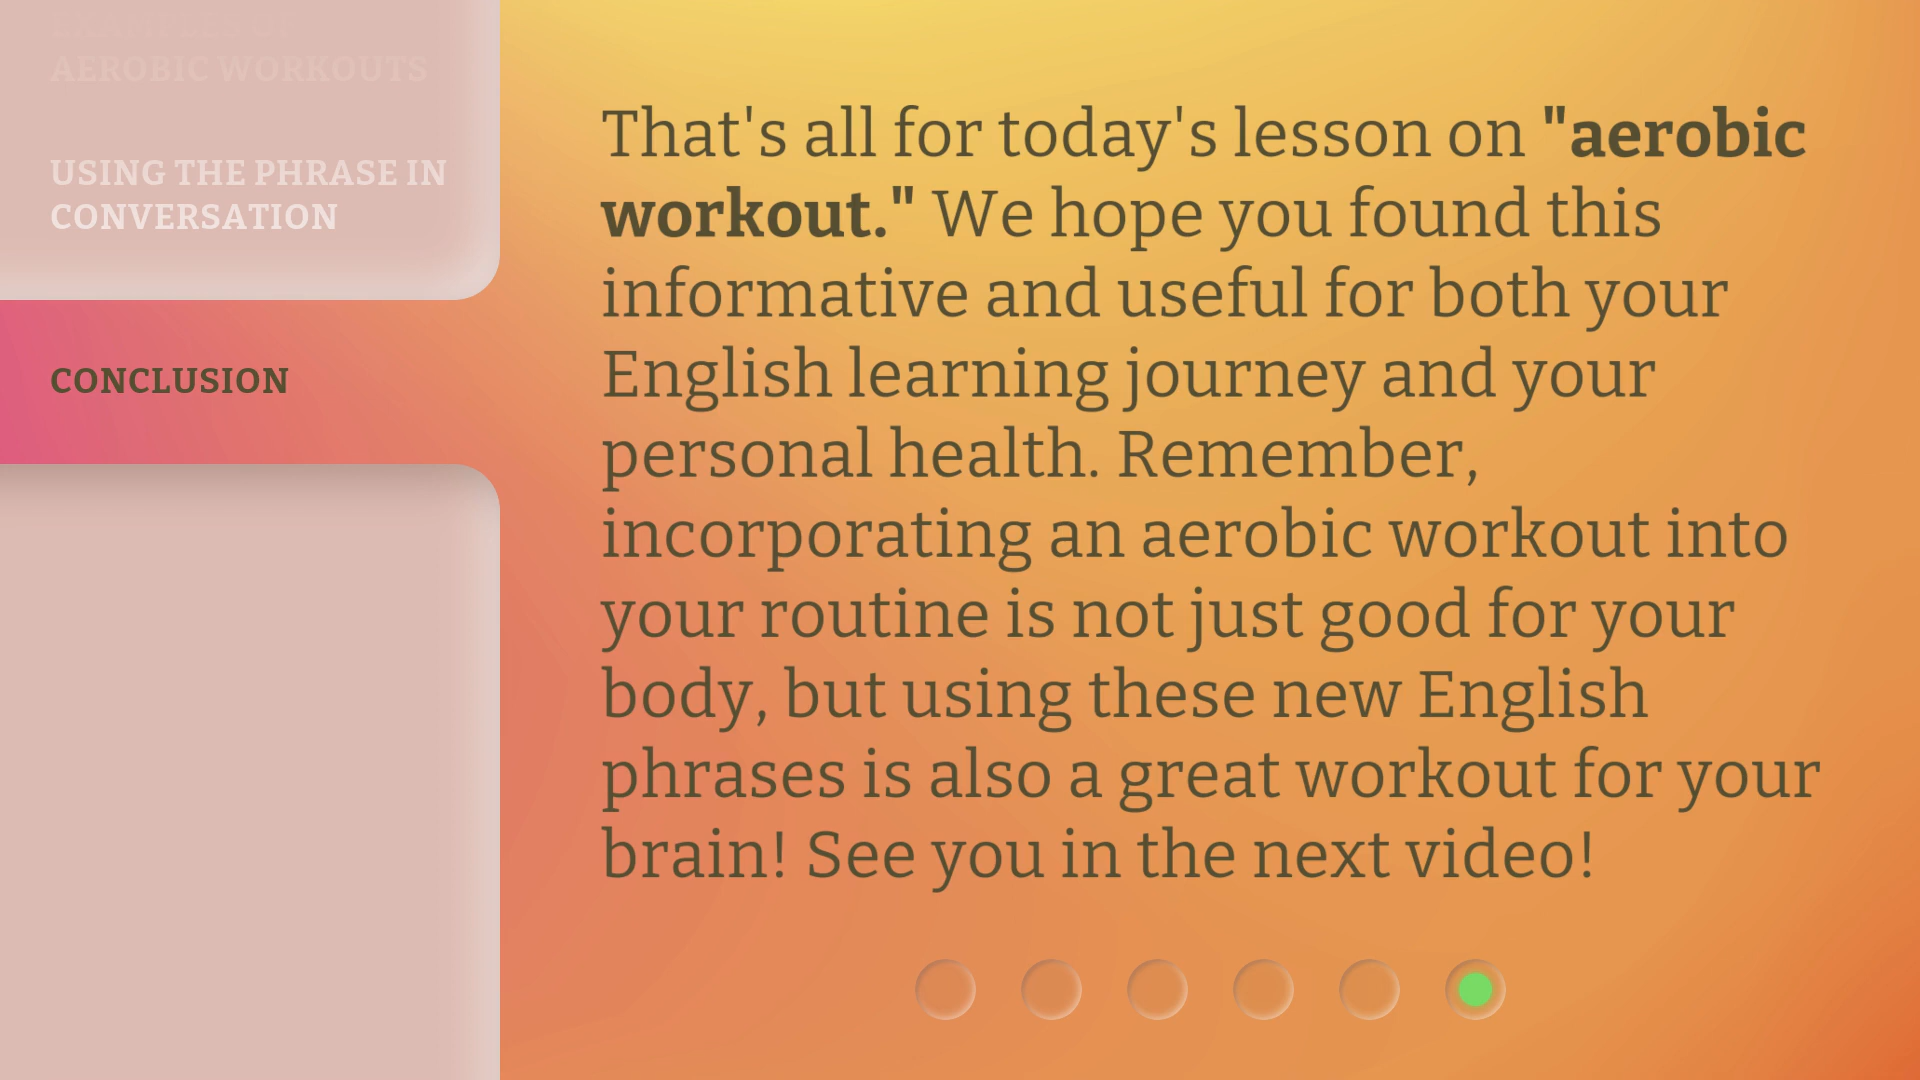 EXAMPLES OF
AEROBIC WORKOUTS
USING THE PHRASE IN
CONVERSATION
CONCLUSION
That's all for today's lesson on "aerobic
workout." We hope you found this
informative and useful for both your
English learning journey and your
personal health. Remember,
incorporating an aerobic workout into
your routine is not just good for your
body, but using these new English
phrases is also a great workout for your
brain! See you in the next video!